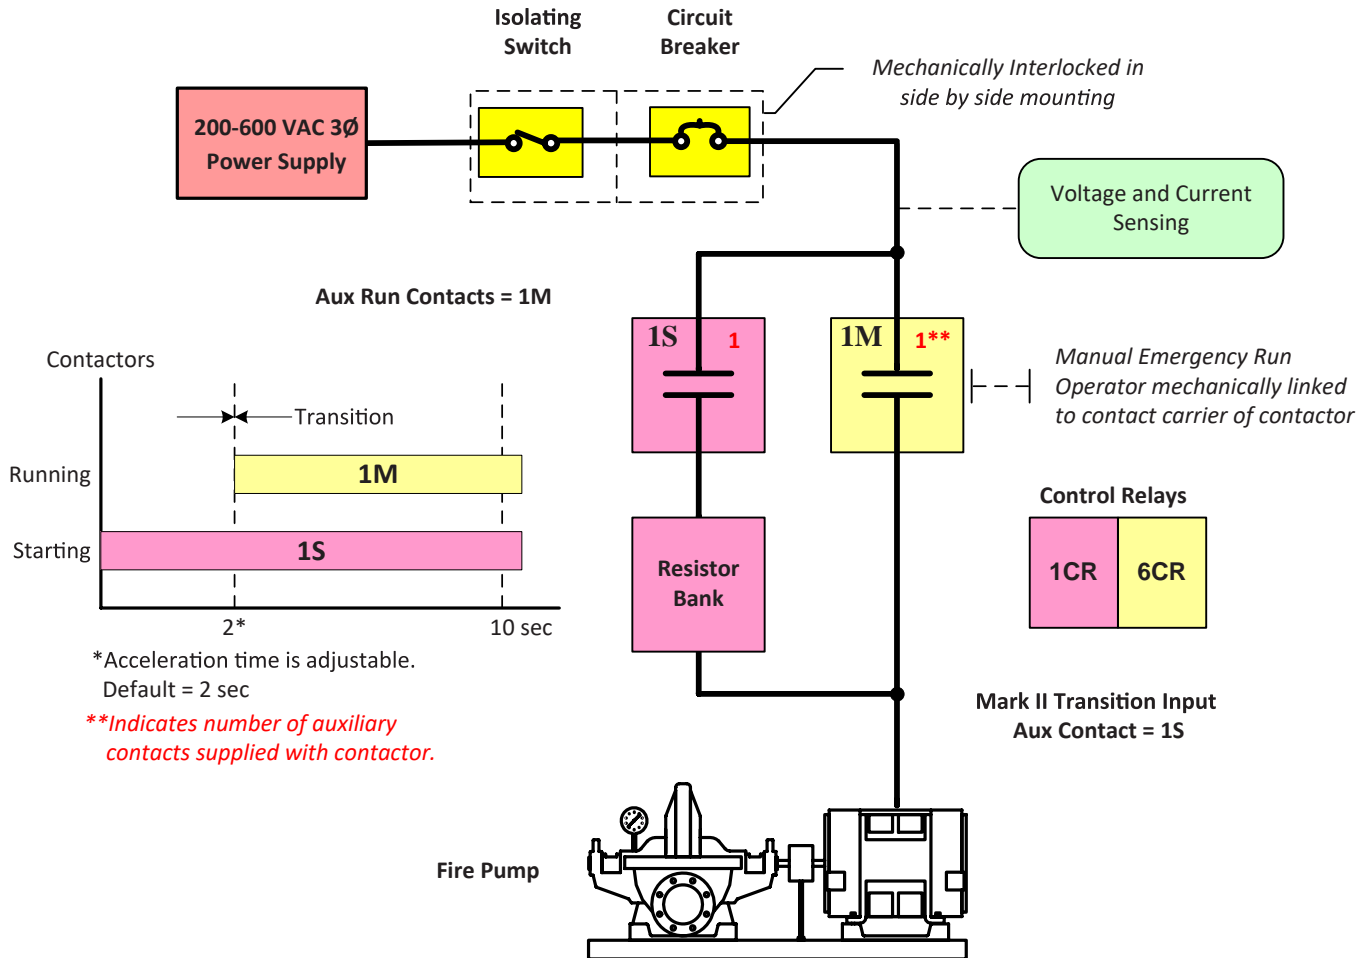 Isolating
Switch
Circuit
Breaker
Mechanically Interlocked in
side by side mounting
200-600 VAC 3Ø
Power Supply
Voltage and Current
Sensing
Aux Run Contacts = 1M
1S 1
1M 1**
Manual Emergency Run
Operator mechanically linked
to contact carrier of contactor
Contactors
Transition
Running
1M
Starting
1S
2*
10 sec
*Acceleration time is adjustable.
Default = 2 sec
**Indicates number of auxiliary
contacts supplied with contactor.
Resistor
Bank
Control Relays
1CR
6CR
Mark II Transition Input
Aux Contact = 1S
Fire Pump